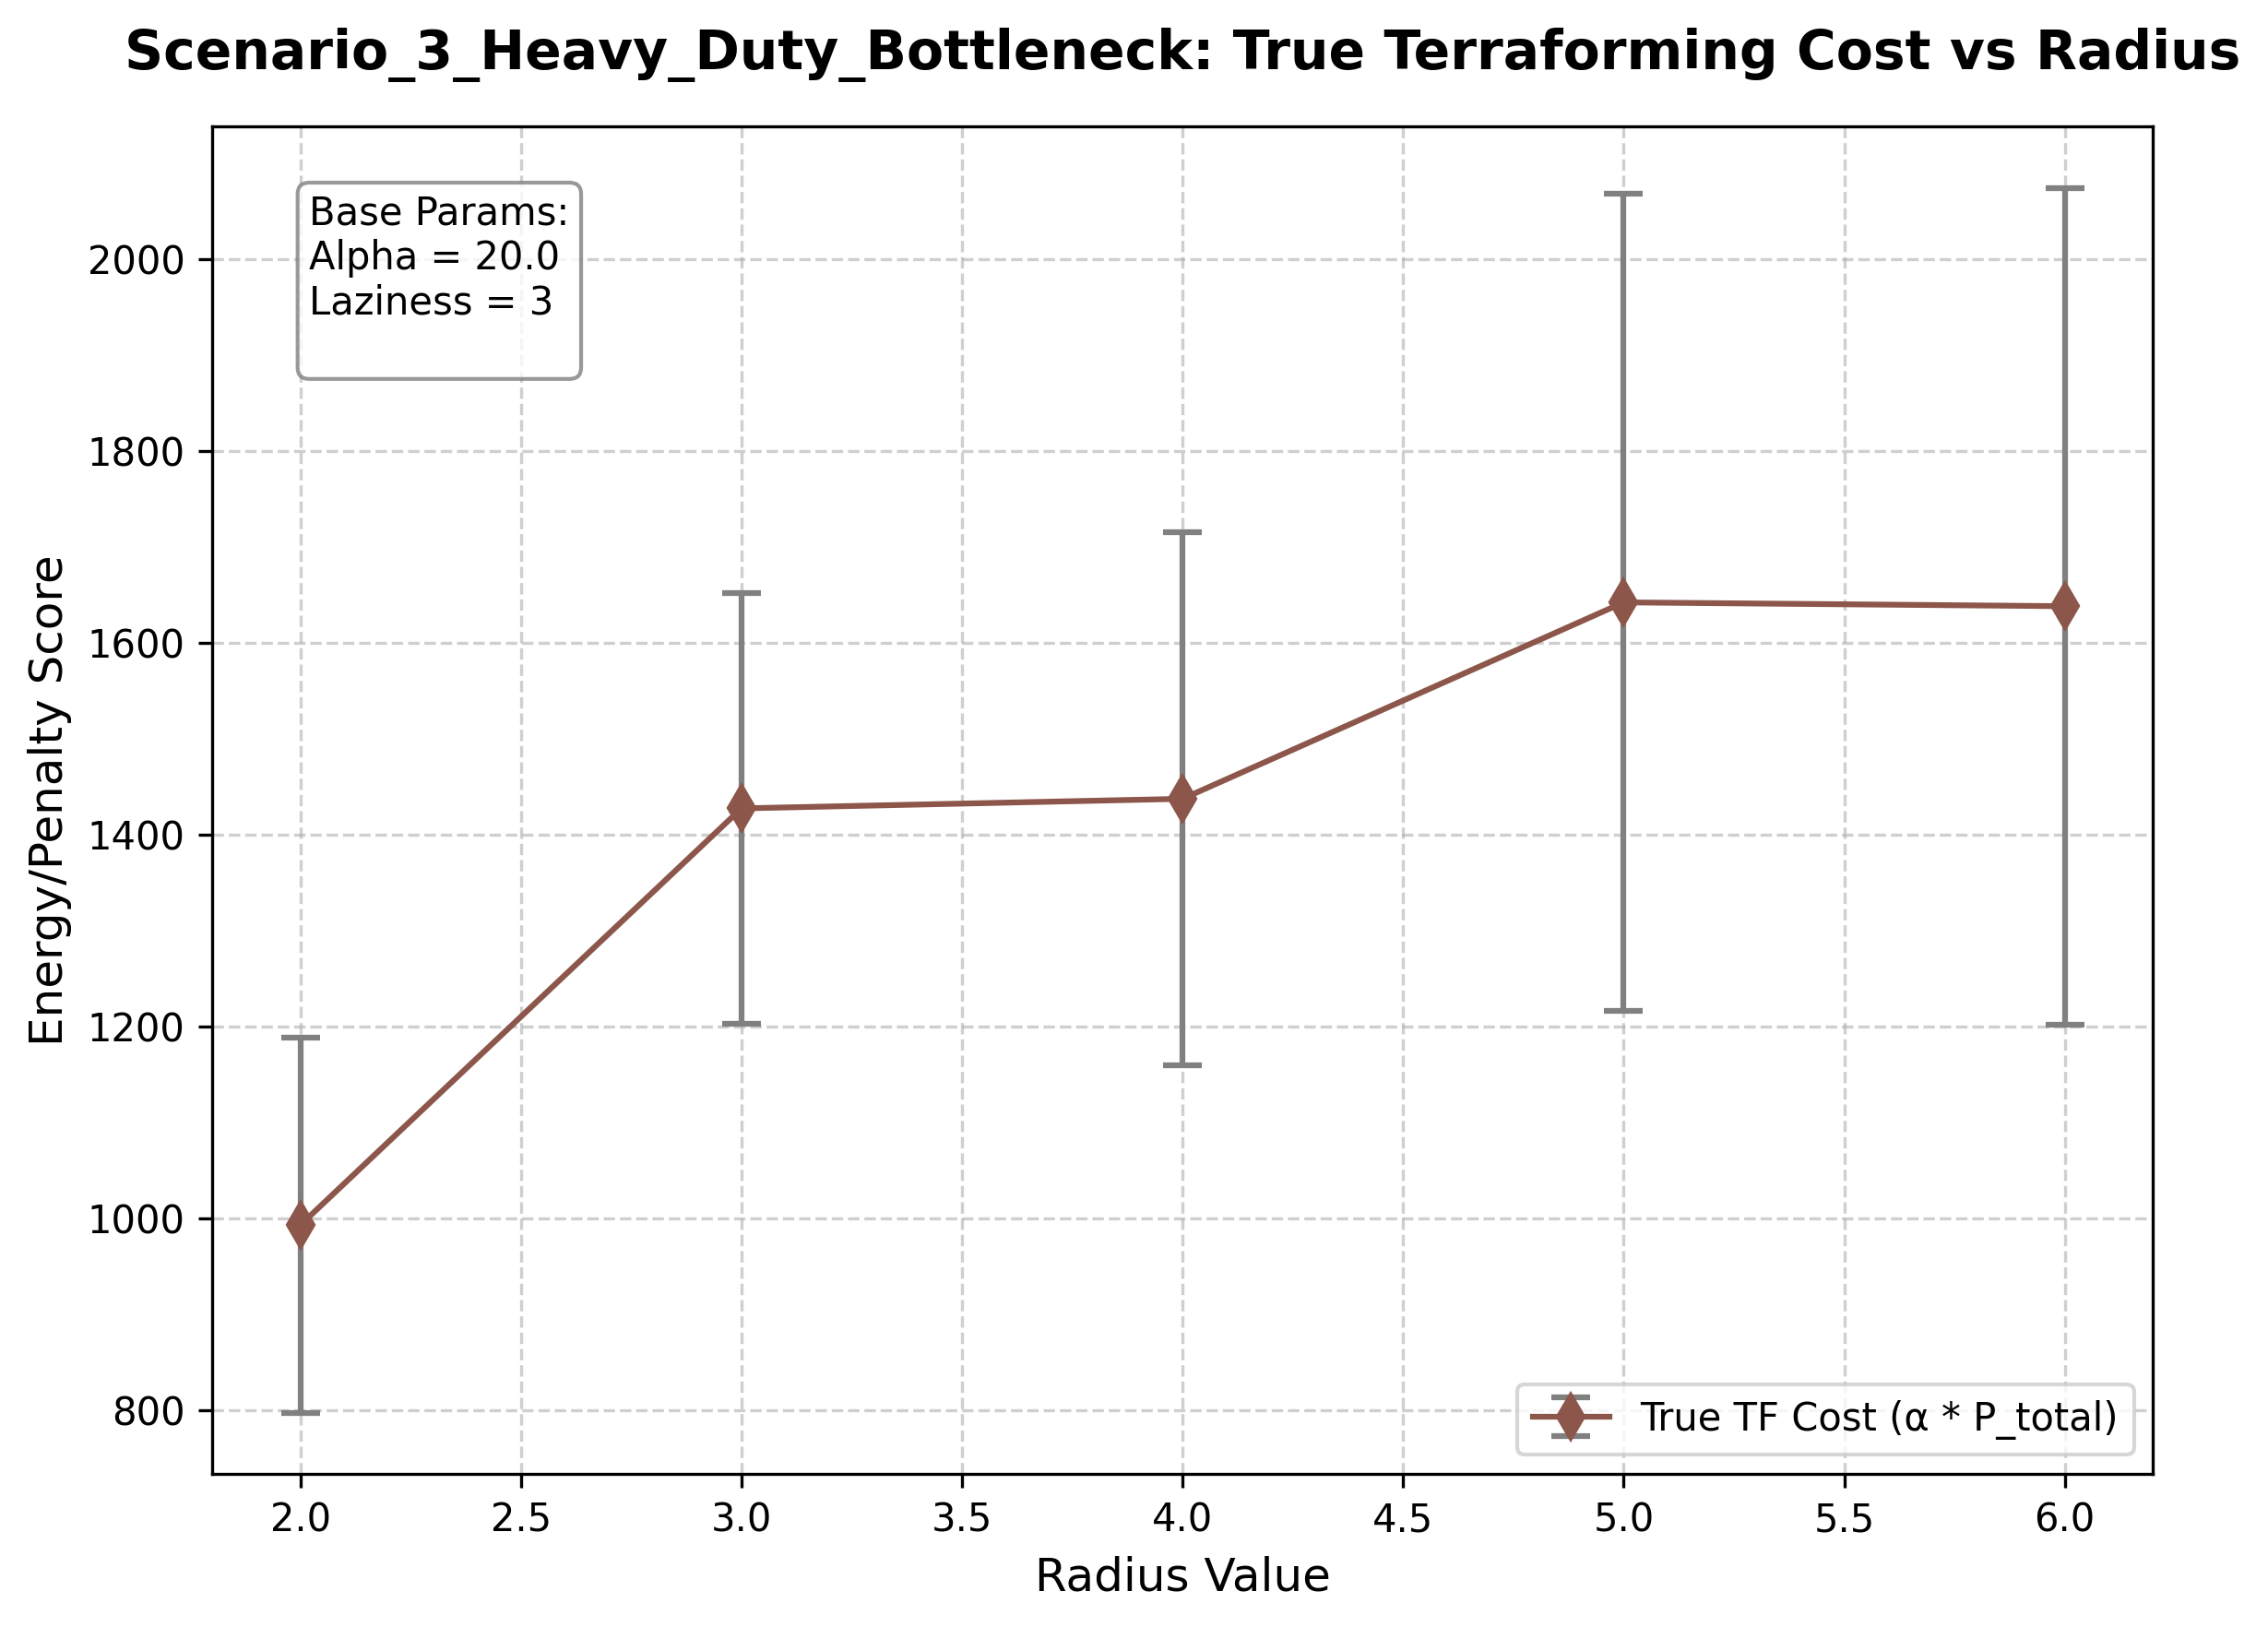 Scenario_3_Heavy_Duty_Bottleneck: True Terraforming Cost vs Radius
Base Params:
Alpha = 20.0
Laziness = 3
Energy/Penalty Score
2000
1800
1600
1400
1200
1000
800
True TF Cost (α * P_total)
2.0 2.5 3.0 3.5 4.0 4.5 5.0 5.5 6.0
Radius Value